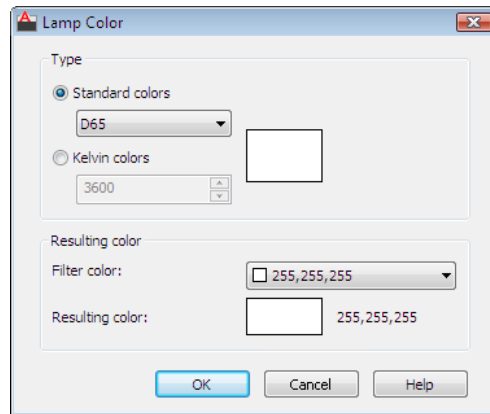 Lamp Color
Type
Standard colors
D65
Kelvin colors
3600
Resulting color
Filter color:
255,255,255
Resulting color:
255,255,255
OK
Cancel
Help